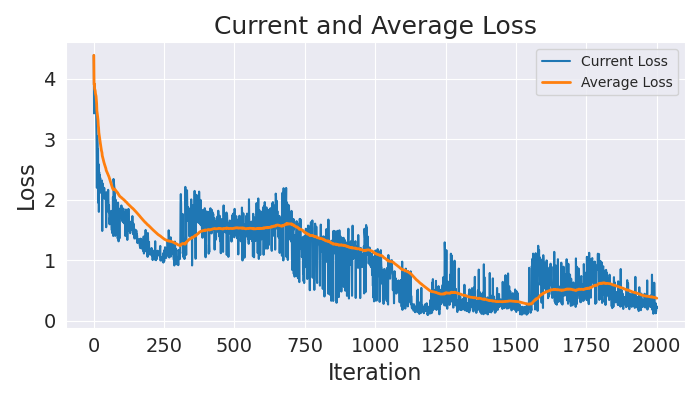 Current and Average Loss
Current Loss
Average Loss
Loss
4
3
2
1
0
0 250 500 750 1000 1250 1500 1750 2000
Iteration